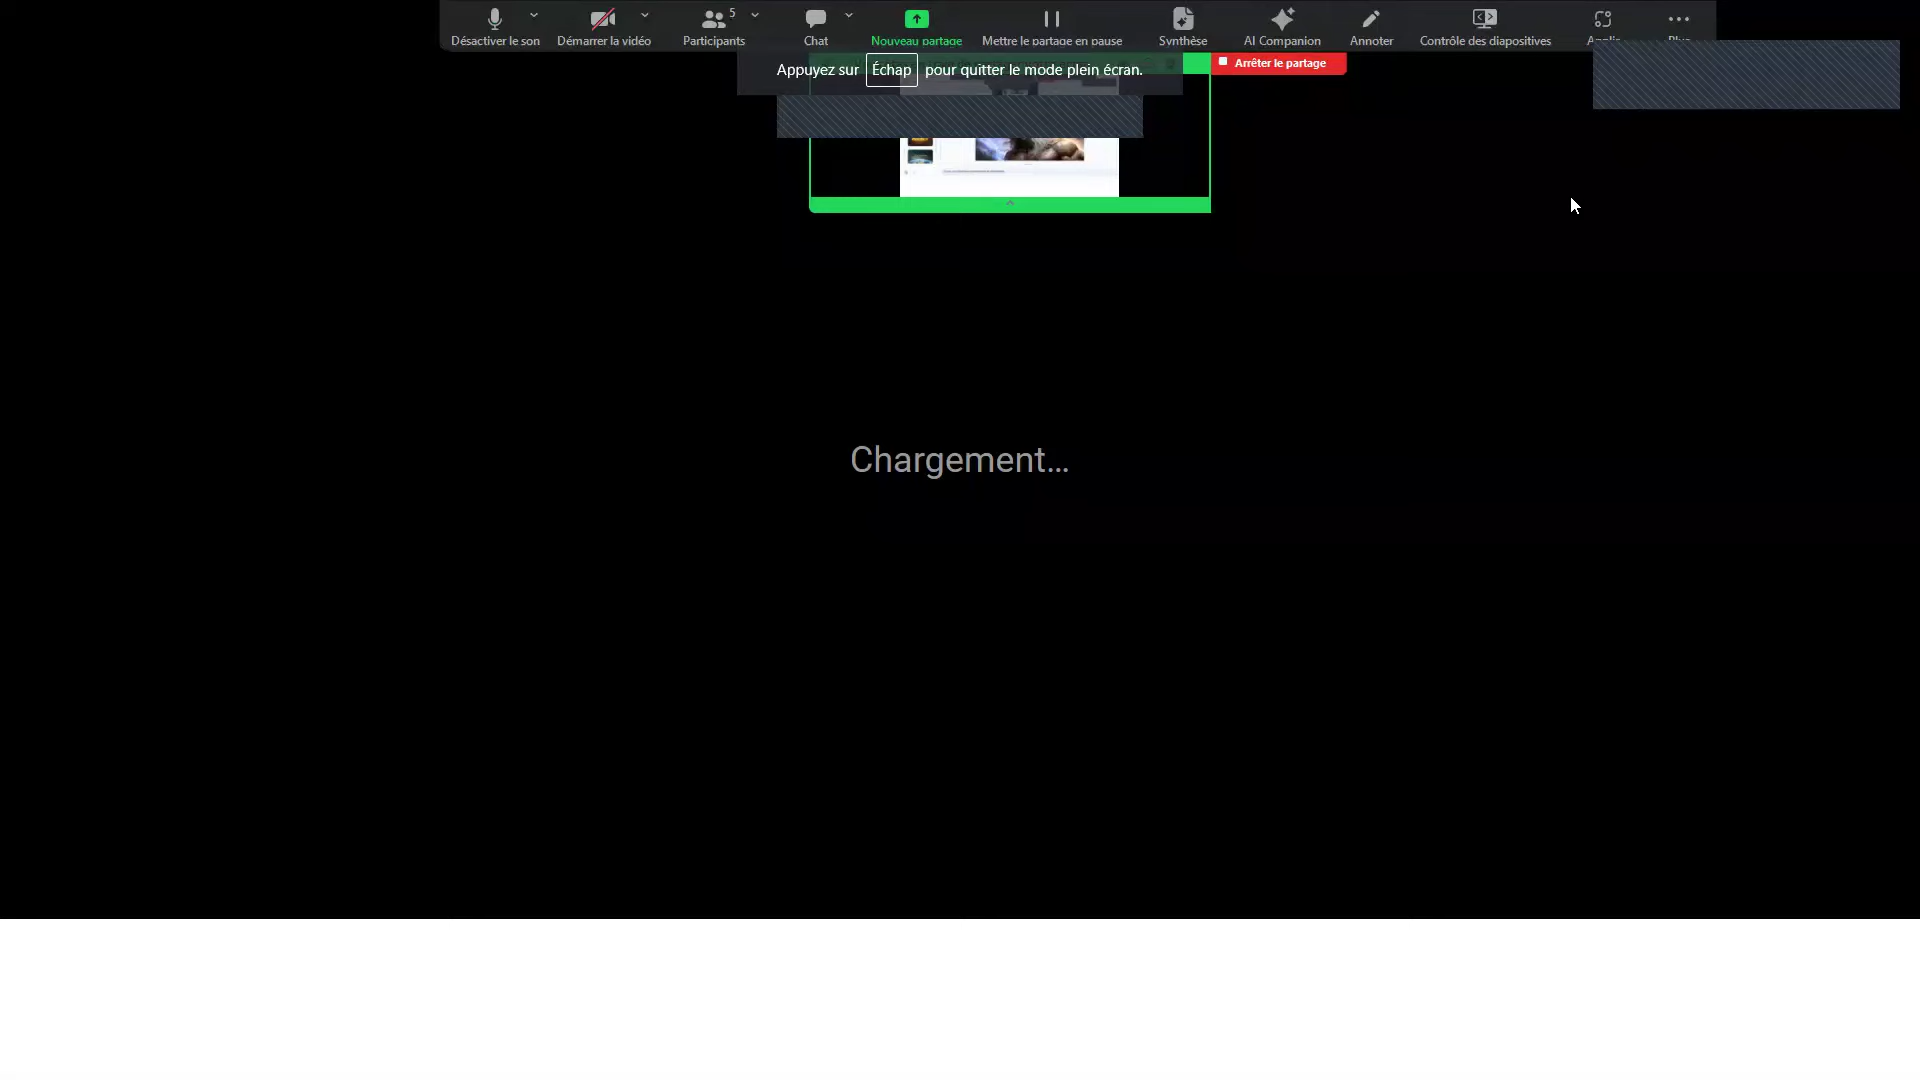 5
Désactiver le son Démarrer la vidéo Participants Chat Nouveau partage Mettre le partage en pause Synthèse AI Companion Annoter Contrôle des diapositives
Appuyez sur Échap pour quitter le mode plein écran.
Arrêter le partage
Chargement...